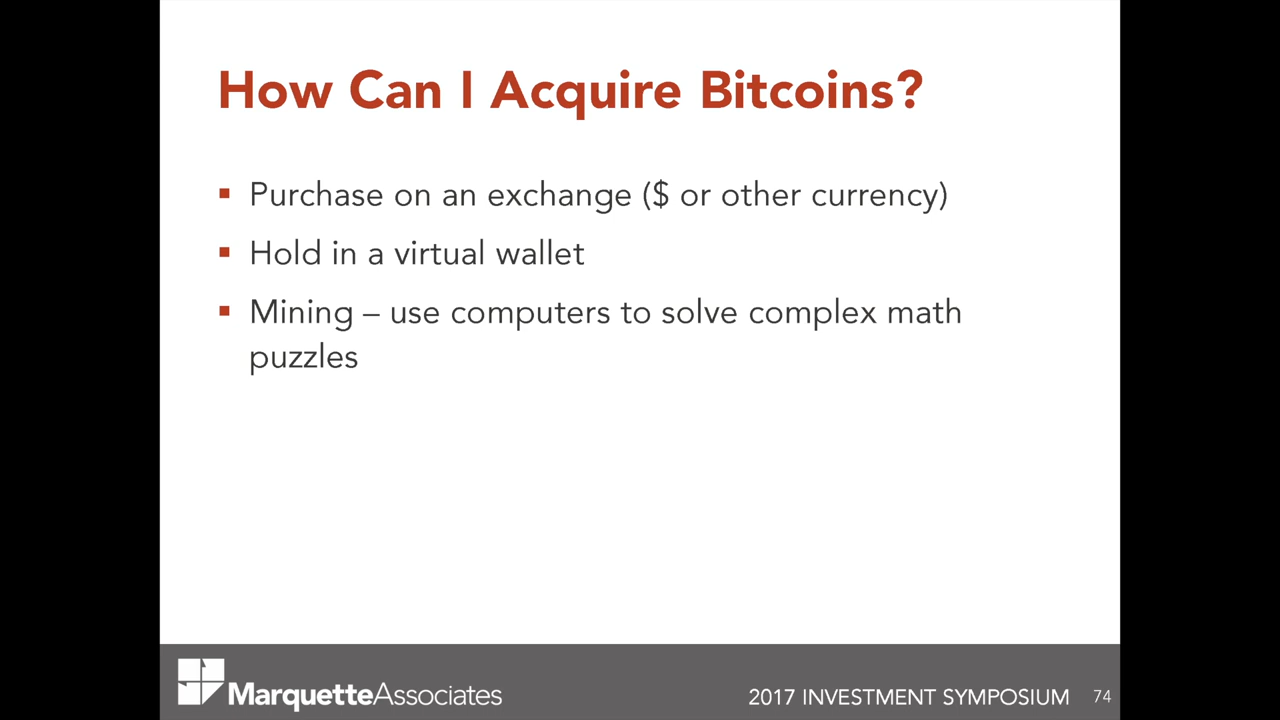 How Can I Acquire Bitcoins?
▪ Purchase on an exchange ($ or other currency)
▪ Hold in a virtual wallet
▪ Mining – use computers to solve complex math
puzzles
MarquetteAssociates
2017 INVESTMENT SYMPOSIUM 74